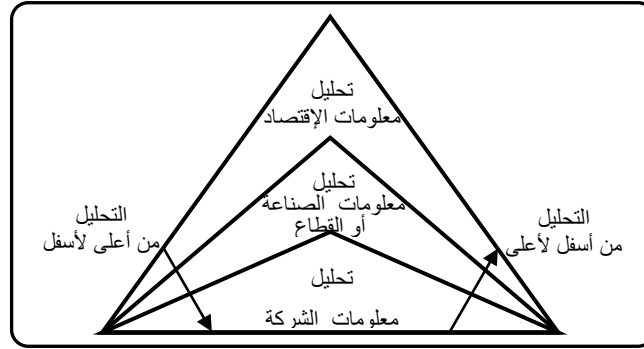 تحليل
معلومات الإقتصاد
تحليل
معلومات الصناعة
أو القطاع
التحليل
من أعلى لأسفل
التحليل
من أسفل لأعلى
تحليل
معلومات الشركة